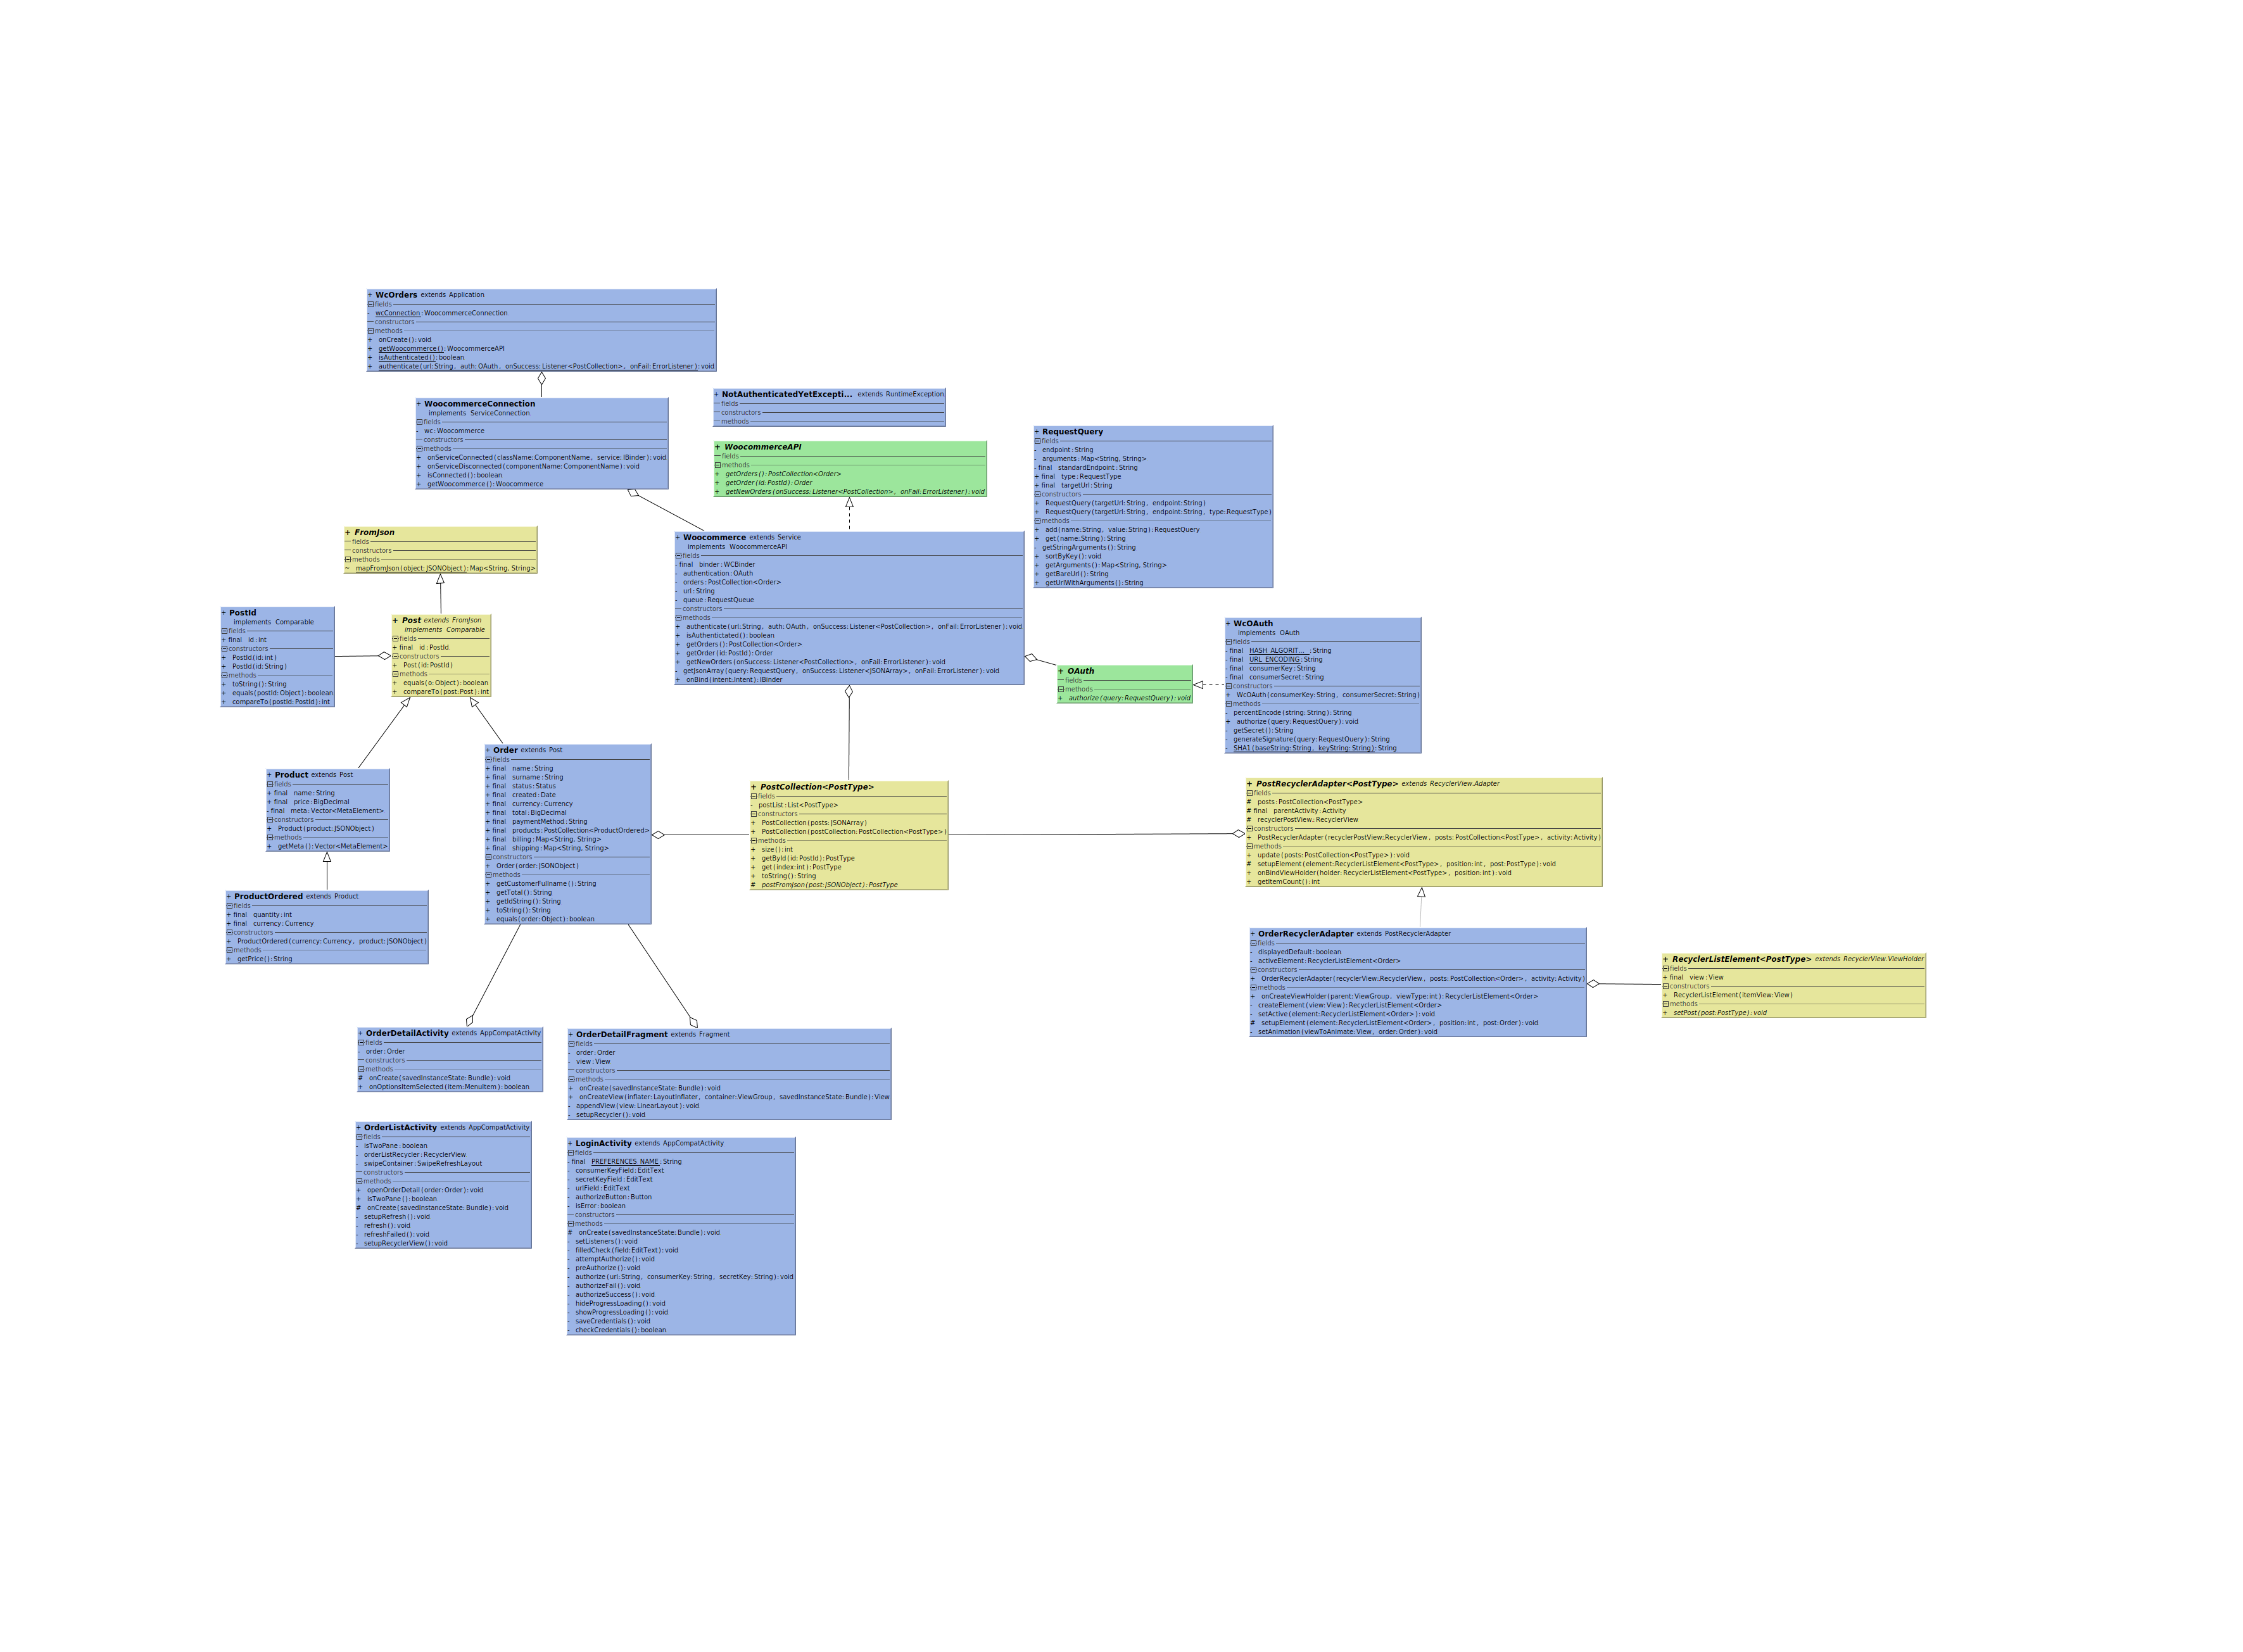 + WcOrders extends Application
fields
- wcConnection : WoocommerceConnection
constructors
methods
+ onCreate () : void
+ getWoocommerce () : WoocommerceAPI
+ isAuthenticated () : boolean
+ authenticate (url : String, auth : OAuth, onSuccess : Listener<PostCollection>, onFail : ErrorListener) : void
+ WoocommerceConnection
implements ServiceConnection
fields
- wc : Woocommerce
constructors
methods
+ onServiceConnected (className : ComponentName, service : IBinder) : void
+ onServiceDisconnected (componentName : ComponentName) : void
+ isConnected () : boolean
+ getWoocommerce () : Woocommerce
+ NotAuthenticatedYetExcepti... extends RuntimeException
fields
constructors
methods
+ WoocommerceAPI
fields
methods
+ getOrders () : PostCollection<Order>
+ getOrder (id : PostId) : Order
+ getNewOrders (onSuccess : Listener<PostCollection>, onFail : ErrorListener) : void
+ RequestQuery
fields
- endpoint : String
- arguments : Map<String, String>
- final standardEndpoint : String
+ final type : RequestType
+ final targetUrl : String
constructors
+ RequestQuery (targetUrl : String, endpoint : String)
+ RequestQuery (targetUrl : String, endpoint : String, type : RequestType)
methods
+ add (name : String, value : String) : RequestQuery
+ get (name : String) : String
- getStringArguments () : String
+ sortByKey () : void
+ getArguments () : Map<String, String>
+ getBareUrl () : String
+ getUrlWithArguments () : String
+ FromJson
fields
constructors
methods
~ mapFromJson (object : JSONObject) : Map<String, String>
+ Woocommerce extends Service
implements WoocommerceAPI
fields
- final binder : WCBinder
- authentication : OAuth
- orders : PostCollection<Order>
- url : String
- queue : RequestQueue
constructors
methods
+ authenticate (url : String, auth : OAuth, onSuccess : Listener<PostCollection>, onFail : ErrorListener) : void
+ isAuthentictated () : boolean
+ getOrders () : PostCollection<Order>
+ getOrder (id : PostId) : Order
+ getNewOrders (onSuccess : Listener<PostCollection>, onFail : ErrorListener) : void
- getJsonArray (query : RequestQuery, onSuccess : Listener<JSONArray>, onFail : ErrorListener) : void
+ onBind (intent : Intent) : IBinder
+ PostId
implements Comparable
fields
+ final id : int
constructors
+ PostId (id : int)
+ PostId (id : String)
methods
+ toString () : String
+ equals (postId : Object) : boolean
+ compareTo (postId : PostId) : int
+ Post extends FromJson
implements Comparable
fields
+ final id : PostId
constructors
+ Post (id : PostId)
methods
+ equals (o : Object) : boolean
+ compareTo (post : Post) : int
+ OAuth
fields
methods
+ authorize (query : RequestQuery) : void
+ WcOAuth
implements OAuth
fields
- final HASH_ALGORIT... : String
- final URL_ENCODING : String
- final consumerKey : String
- final consumerSecret : String
constructors
+ WcOAuth (consumerKey : String, consumerSecret : String)
methods
- percentEncode (string : String) : String
+ authorize (query : RequestQuery) : void
- getSecret () : String
- generateSignature (query : RequestQuery) : String
- SHA1 (baseString : String, keyString : String) : String
+ Product extends Post
fields
+ final name : String
+ final price : BigDecimal
- final meta : Vector<MetaElement>
constructors
+ Product (product : JSONObject)
methods
+ getMeta () : Vector<MetaElement>
+ Order extends Post
fields
+ final name : String
+ final surname : String
+ final status : Status
+ final created : Date
+ final currency : Currency
+ final total : BigDecimal
+ final paymentMethod : String
+ final products : PostCollection<ProductOrdered>
+ final billing : Map<String, String>
+ final shipping : Map<String, String>
constructors
+ Order (order : JSONObject)
methods
+ getCustomerFullname () : String
+ getTotal () : String
+ getIdString () : String
+ toString () : String
+ equals (order : Object) : boolean
+ PostCollection<PostType>
fields
- postList : List<PostType>
constructors
+ PostCollection (posts : JSONArray)
+ PostCollection (postCollection : PostCollection<PostType>)
methods
+ size () : int
+ getById (id : PostId) : PostType
+ get (index : int) : PostType
+ toString () : String
# postFromJson (post : JSONObject) : PostType
+ PostRecyclerAdapter<PostType> extends RecyclerView.Adapter
fields
# posts : PostCollection<PostType>
# final parentActivity : Activity
# recyclerPostView : RecyclerView
constructors
+ PostRecyclerAdapter (recyclerPostView : RecyclerView, posts : PostCollection<PostType>, activity : Activity)
methods
+ update (posts : PostCollection<PostType>) : void
# setupElement (element : RecyclerListElement<PostType>, position : int, post : PostType) : void
+ onBindViewHolder (holder : RecyclerListElement<PostType>, position : int) : void
+ getItemCount () : int
+ ProductOrdered extends Product
fields
+ final quantity : int
+ final currency : Currency
constructors
+ ProductOrdered (currency : Currency, product : JSONObject)
methods
+ getPrice () : String
+ OrderRecyclerAdapter extends PostRecyclerAdapter
fields
- displayedDefault : boolean
- activeElement : RecyclerListElement<Order>
constructors
+ OrderRecyclerAdapter (recyclerView : RecyclerView, posts : PostCollection<Order>, activity : Activity)
methods
+ onCreateViewHolder (parent : ViewGroup, viewType : int) : RecyclerListElement<Order>
- createElement (view : View) : RecyclerListElement<Order>
- setActive (element : RecyclerListElement<Order>) : void
# setupElement (element : RecyclerListElement<Order>, position : int, post : Order) : void
- setAnimation (viewToAnimate : View, order : Order) : void
+ RecyclerListElement<PostType> extends RecyclerView.ViewHolder
fields
+ final view : View
constructors
+ RecyclerListElement (itemView : View)
methods
+ setPost (post : PostType) : void
+ OrderDetailActivity extends AppCompatActivity
fields
- order : Order
constructors
methods
# onCreate (savedInstanceState : Bundle) : void
+ onOptionsItemSelected (item : MenuItem) : boolean
+ OrderDetailFragment extends Fragment
fields
- order : Order
- view : View
constructors
methods
+ onCreate (savedInstanceState : Bundle) : void
+ onCreateView (inflater : LayoutInflater, container : ViewGroup, savedInstanceState : Bundle) : View
- appendView (view : LinearLayout) : void
- setupRecycler () : void
+ OrderListActivity extends AppCompatActivity
fields
- isTwoPane : boolean
- orderListRecycler : RecyclerView
- swipeContainer : SwipeRefreshLayout
constructors
methods
+ openOrderDetail (order : Order) : void
+ isTwoPane () : boolean
# onCreate (savedInstanceState : Bundle) : void
- setupRefresh () : void
- refresh () : void
- refreshFailed () : void
- setupRecyclerView () : void
+ LoginActivity extends AppCompatActivity
fields
- final PREFERENCES_NAME : String
- consumerKeyField : EditText
- secretKeyField : EditText
- urlField : EditText
- authorizeButton : Button
- isError : boolean
constructors
methods
# onCreate (savedInstanceState : Bundle) : void
- setListeners () : void
- filledCheck (field : EditText) : void
- attemptAuthorize () : void
- preAuthorize () : void
- authorize (url : String, consumerKey : String, secretKey : String) : void
- authorizeFail () : void
- authorizeSuccess () : void
- hideProgressLoading () : void
- showProgressLoading () : void
- saveCredentials () : void
- checkCredentials () : boolean